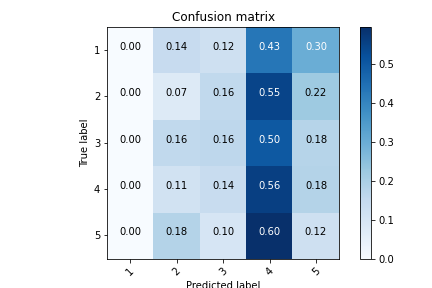 Confusion matrix
1 0.00 0.14 0.12 0.43 0.30
2 0.00 0.07 0.16 0.55 0.22
3 0.00 0.16 0.16 0.50 0.18
4 0.00 0.11 0.14 0.56 0.18
5 0.00 0.18 0.10 0.60 0.12
1 2 3 4 5
True label
Predicted label
0.5
0.4
0.3
0.2
0.1
0.0